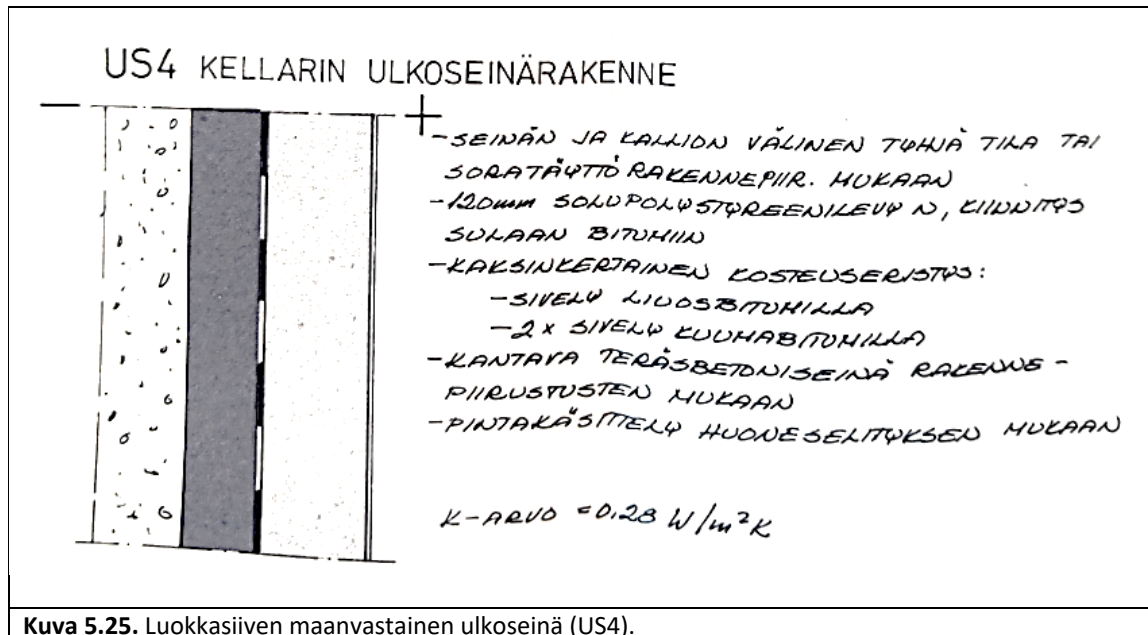 US4 KELLARIN ULKOSEINÄRAKENNE
-SEINÄN JA KALLION VÄLINEN TYHJÄ TILA TAI
SORATÄYTTÖ RAKENNEPIIR. MUKAAN
-120mm SOLUPOLYSTYREENILEVY N, KIINNITYS
SULAAN BITUMIIN
-KAKSINKERTAINEN KOSTEUSERISTYS:
-SIVELY LIUOSBITUMILLA
-2x SIVELY KUUMABITUMILLA
-KANTAVA TERÄSBETONISEINÄ RAKENNE-
PIIRUSTUSTEN MUKAAN
-PINTAKÄSITTELY HUONESELITYKSEN MUKAAN
K-ARVO =0,28 W/m²K
Kuva 5.25. Luokkasiiven maanvastainen ulkoseinä (US4).